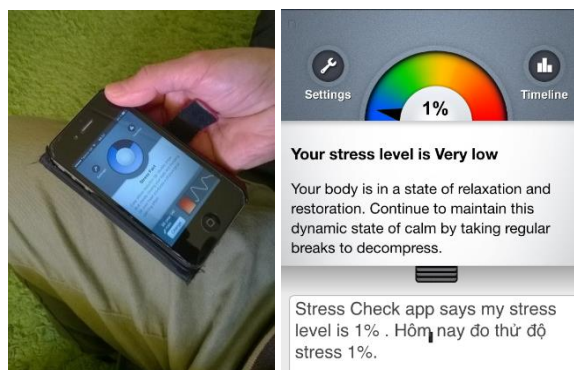 Settings
Timeline
1%
Your stress level is Very low
Your body is in a state of relaxation and
restoration. Continue to maintain this
dynamic state of calm by taking regular
breaks to decompress.
Stress Check app says my stress
level is 1% . Hôm nay đo thử độ
stress 1%.